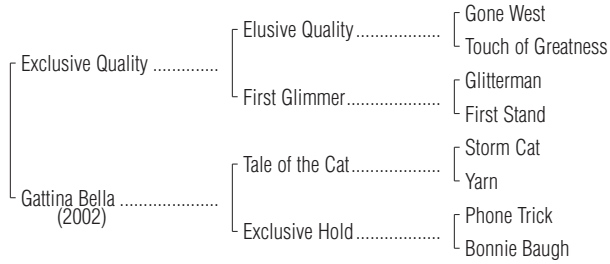 Gone West
Elusive Quality..................
Touch of Greatness
Exclusive Quality ..............
Glitterman
First Glimmer....................
First Stand
Storm Cat
Tale of the Cat...................
Yarn
Gattina Bella .....................
(2002)
Phone Trick
Exclusive Hold ..................
Bonnie Baugh